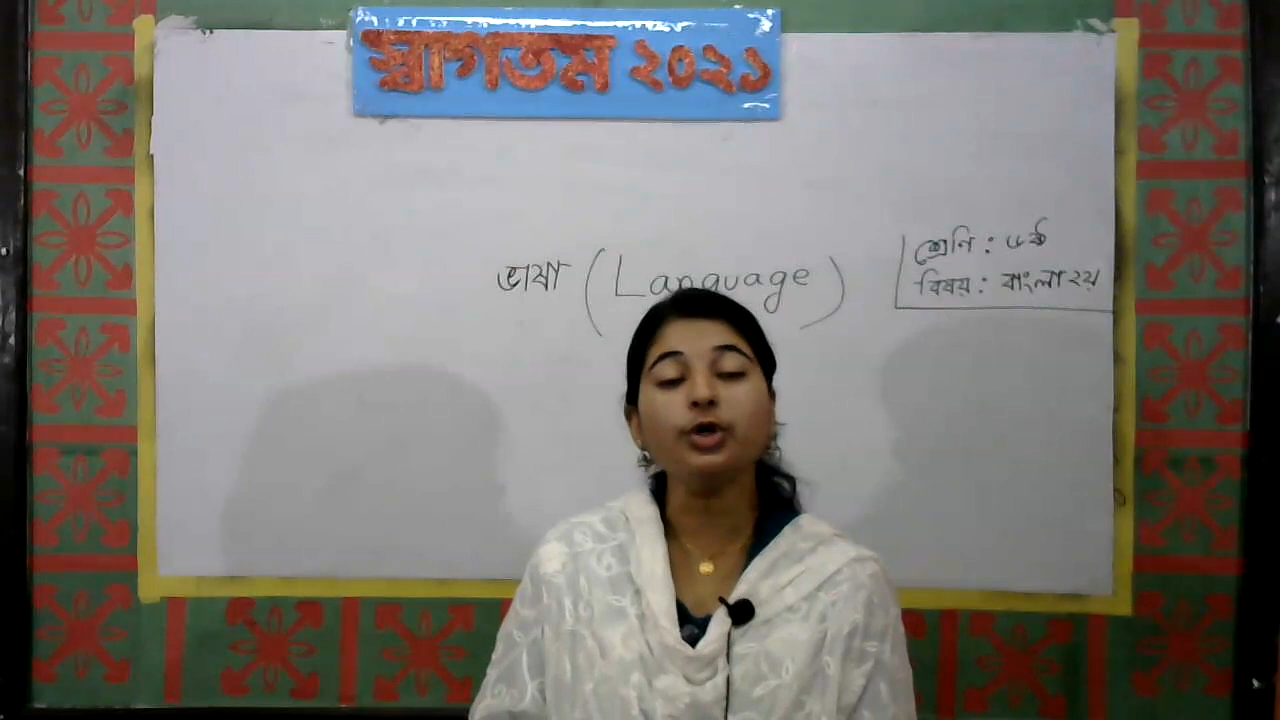 স্বাগতম ২০২১
ভাষা (Language)
শ্রেণি : ৬ষ্ঠ
বিষয় : বাংলা ২য়